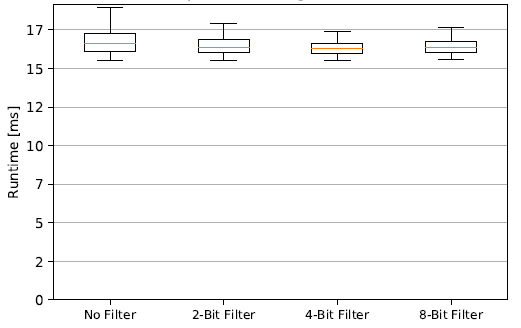 17
15
12
10
7
5
2
0
Runtime [ms]
No Filter
2-Bit Filter
4-Bit Filter
8-Bit Filter